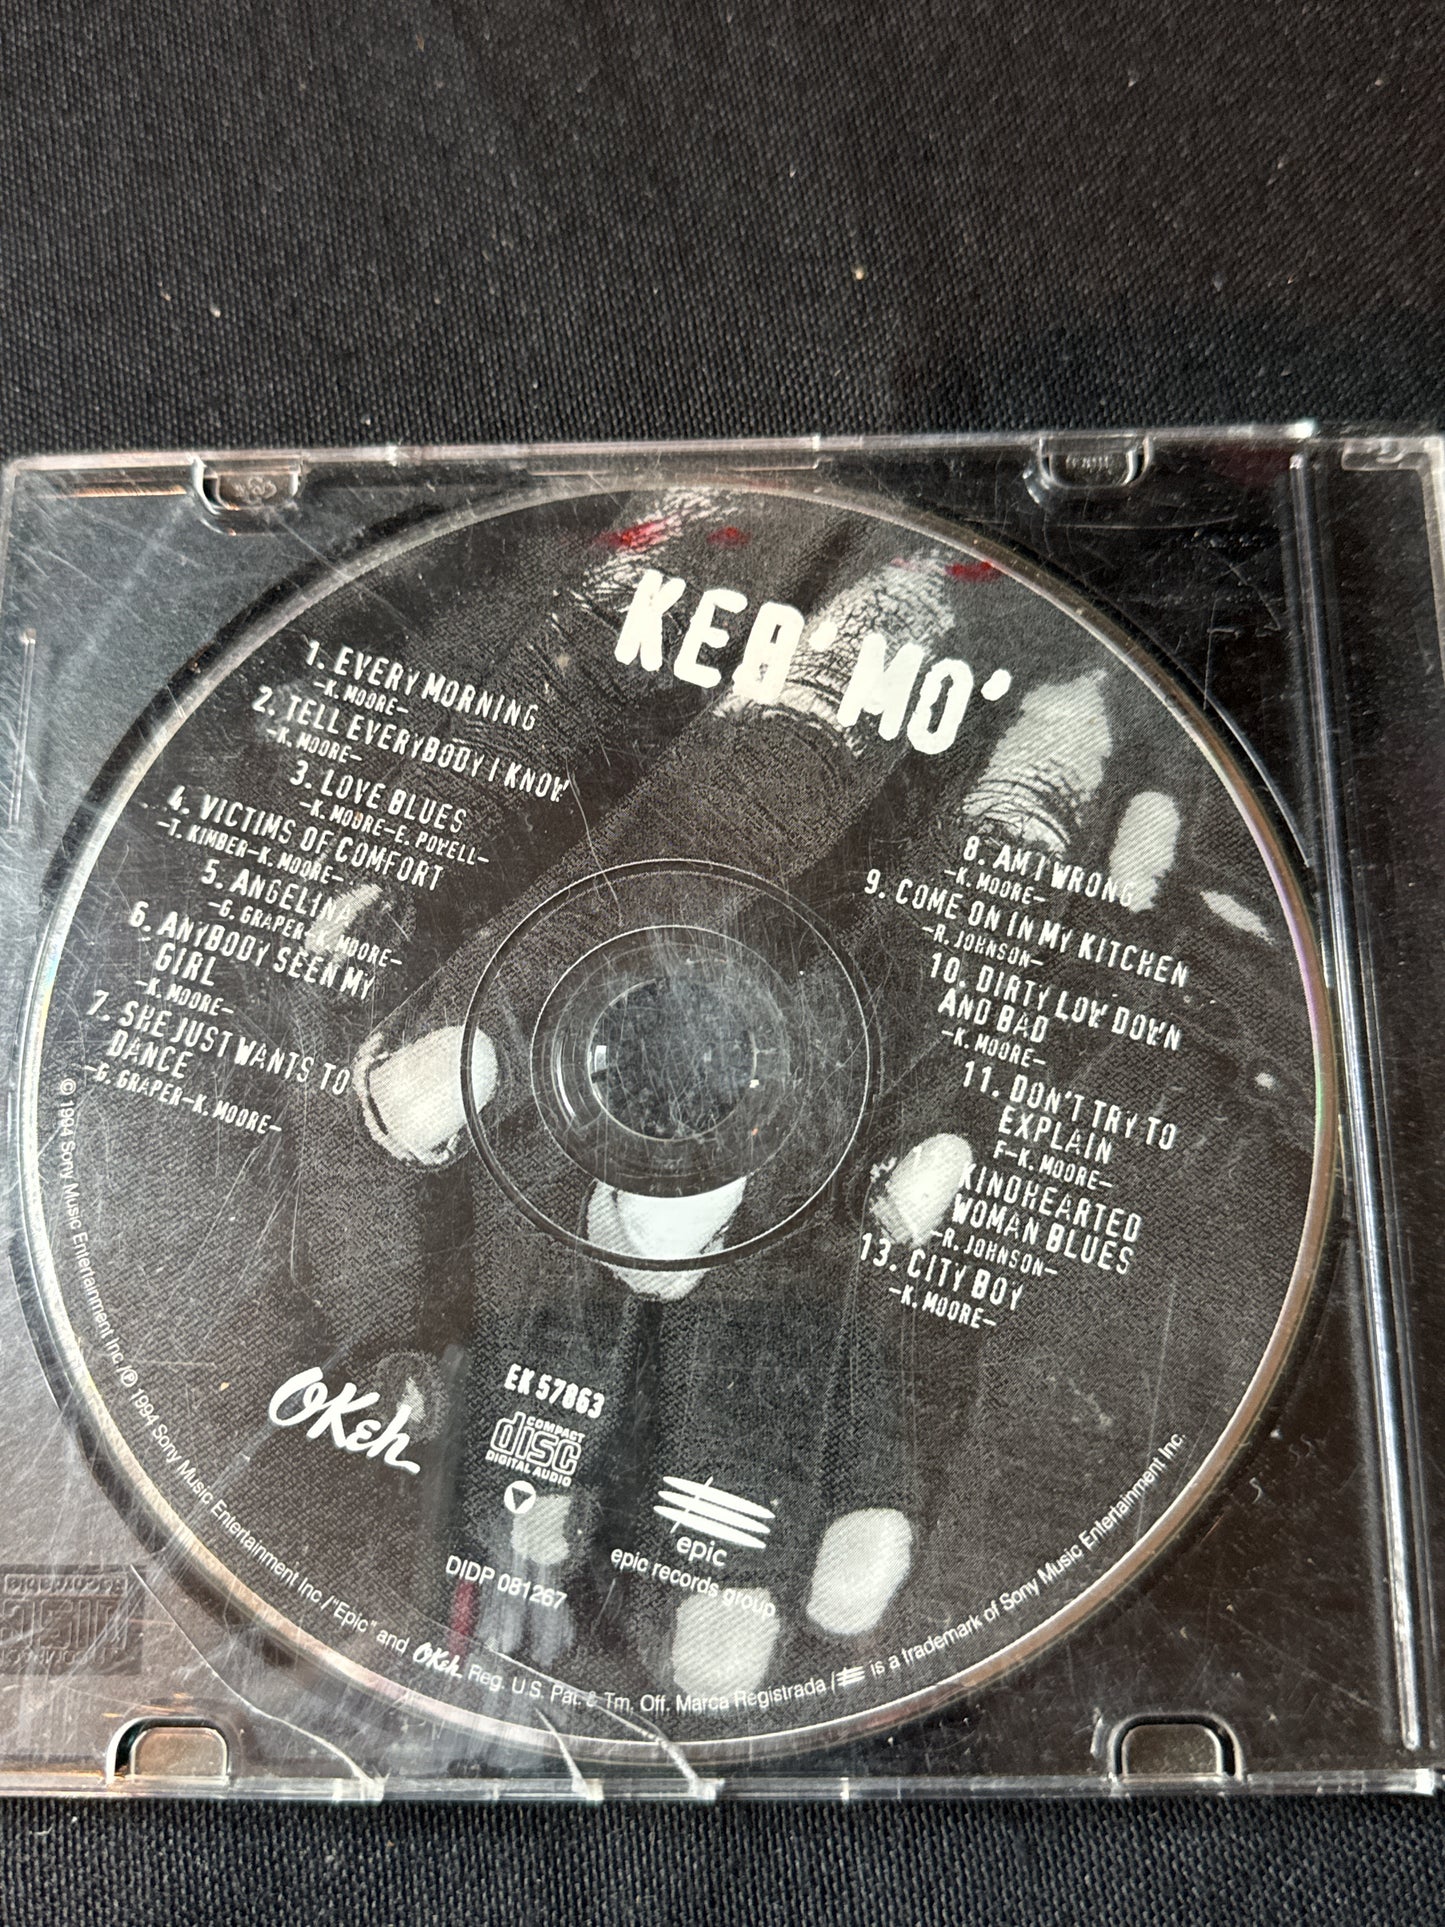 KEB' MO'
1. EVERY MORNING
–K. MOORE–
2. TELL EVERYBODY I KNOW
–K. MOORE–
3. LOVE BLUES
–K. MOORE–E. POWELL–
4. VICTIMS OF COMFORT
–T. KIMBER–K. MOORE–
5. ANGELINA
–G. GRAPER–K. MOORE–
6. ANYBODY SEEN MY
GIRL
–K. MOORE–
7. SHE JUST WANTS TO
DANCE
–G. GRAPER–K. MOORE–
8. AM I WRONG
–K. MOORE–
9. COME ON IN MY KITCHEN
–R. JOHNSON–
10. DIRTY LOW DOWN
AND BAD
–K. MOORE–
11. DON'T TRY TO
EXPLAIN
F–K. MOORE–
KINDHEARTED
WOMAN BLUES
–R. JOHNSON–
13. CITY BOY
–K. MOORE–
OKeh
EK 57863
COMPACT
disc
DIGITAL AUDIO
epic
epic records group
DIDP 081267
© 1994 Sony Music Entertainment Inc./℗ 1994 Sony Music Entertainment Inc./"Epic" and OKeh Reg. U.S. Pat. & Tm. Off. Marca Registrada/ is a trademark of Sony Music Entertainment Inc.